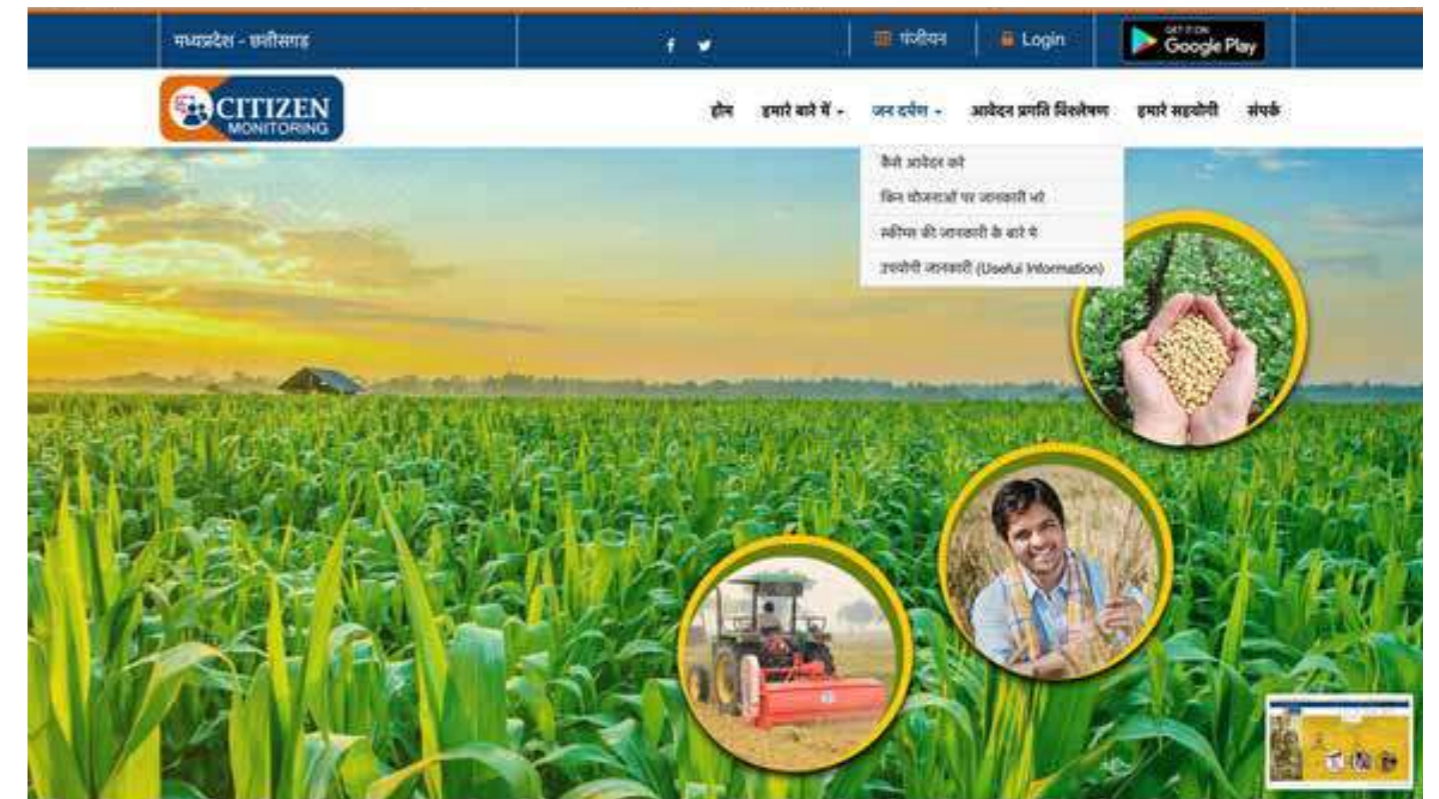 मध्यप्रदेश - छत्तीसगढ़
पंजीयन
Login
GET IT ON
Google Play
CITIZEN
MONITORING
होम हमारे बारे में जन दर्पण आवेदन प्रगति विश्लेषण हमारे सहयोगी संपर्क
कैसे आवेदन करे
किन योजनाओं पर जानकारी भरे
स्कीम्स की जानकारी के बारे में
उपयोगी जानकारी (Useful Information)